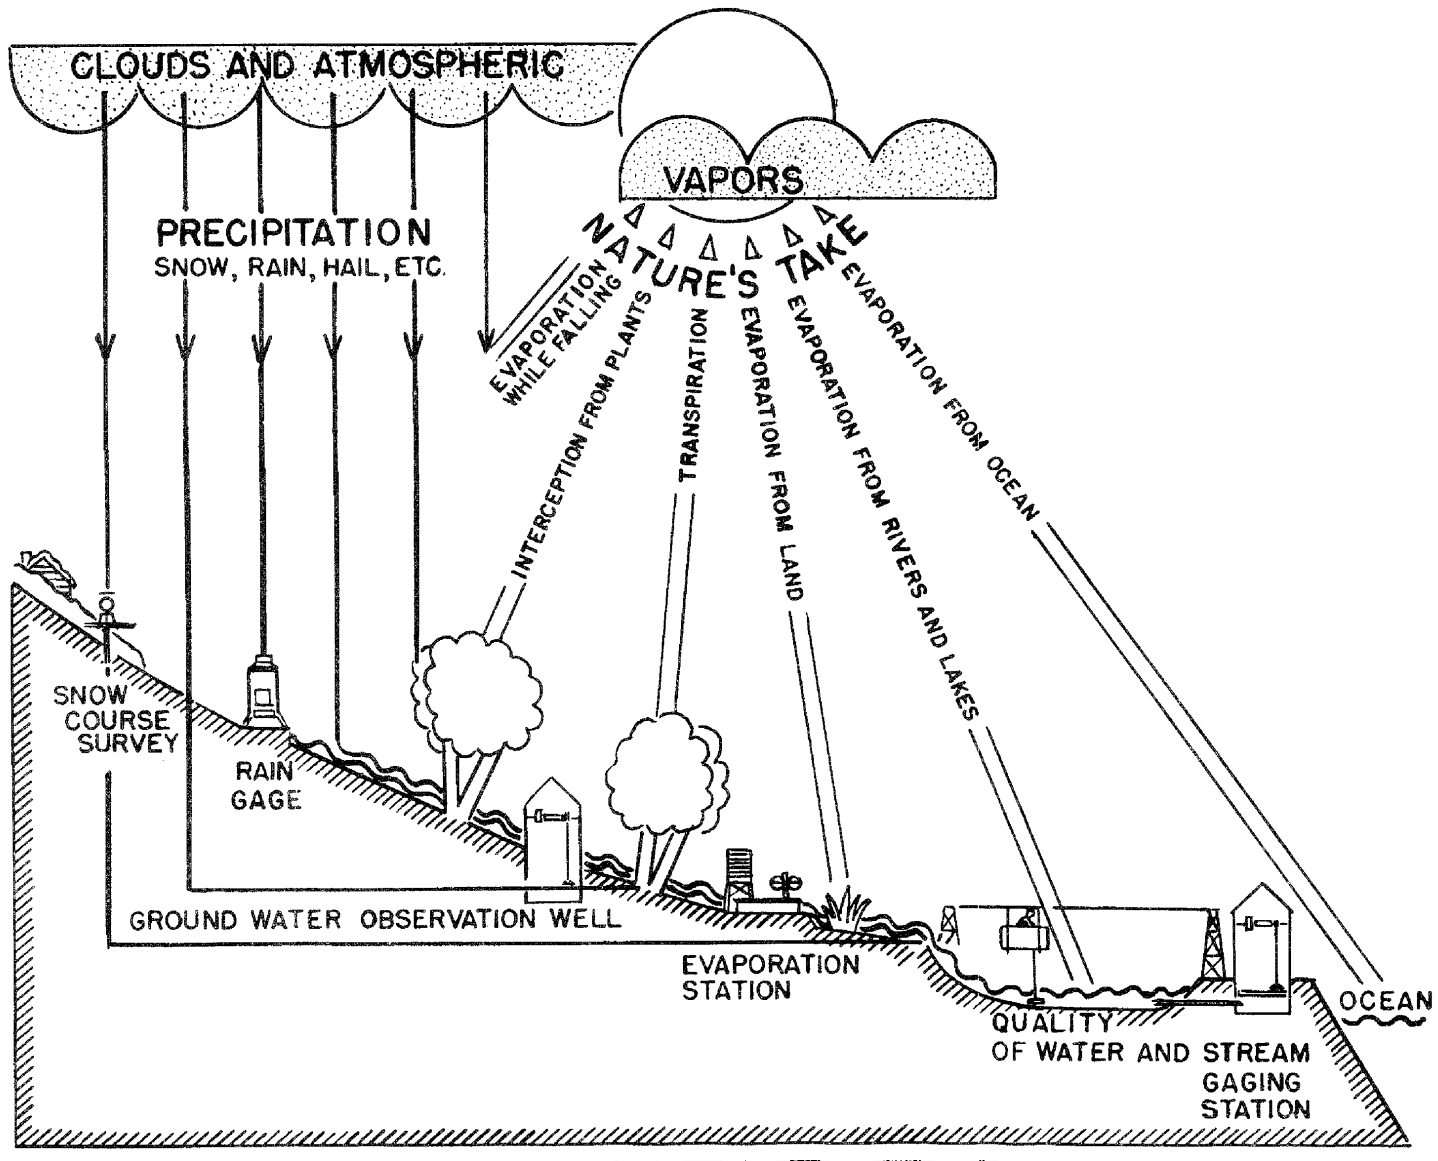 CLOUDS AND ATMOSPHERIC
VAPORS
PRECIPITATION
SNOW, RAIN, HAIL, ETC.
NATURE'S TAKE
EVAPORATION
WHILE FALLING
INTERCEPTION FROM PLANTS
TRANSPIRATION
EVAPORATION FROM LAND
EVAPORATION FROM RIVERS AND LAKES
EVAPORATION FROM OCEAN
SNOW
COURSE
SURVEY
RAIN
GAGE
GROUND WATER OBSERVATION WELL
EVAPORATION
STATION
OCEAN
QUALITY
OF WATER AND STREAM
GAGING
STATION